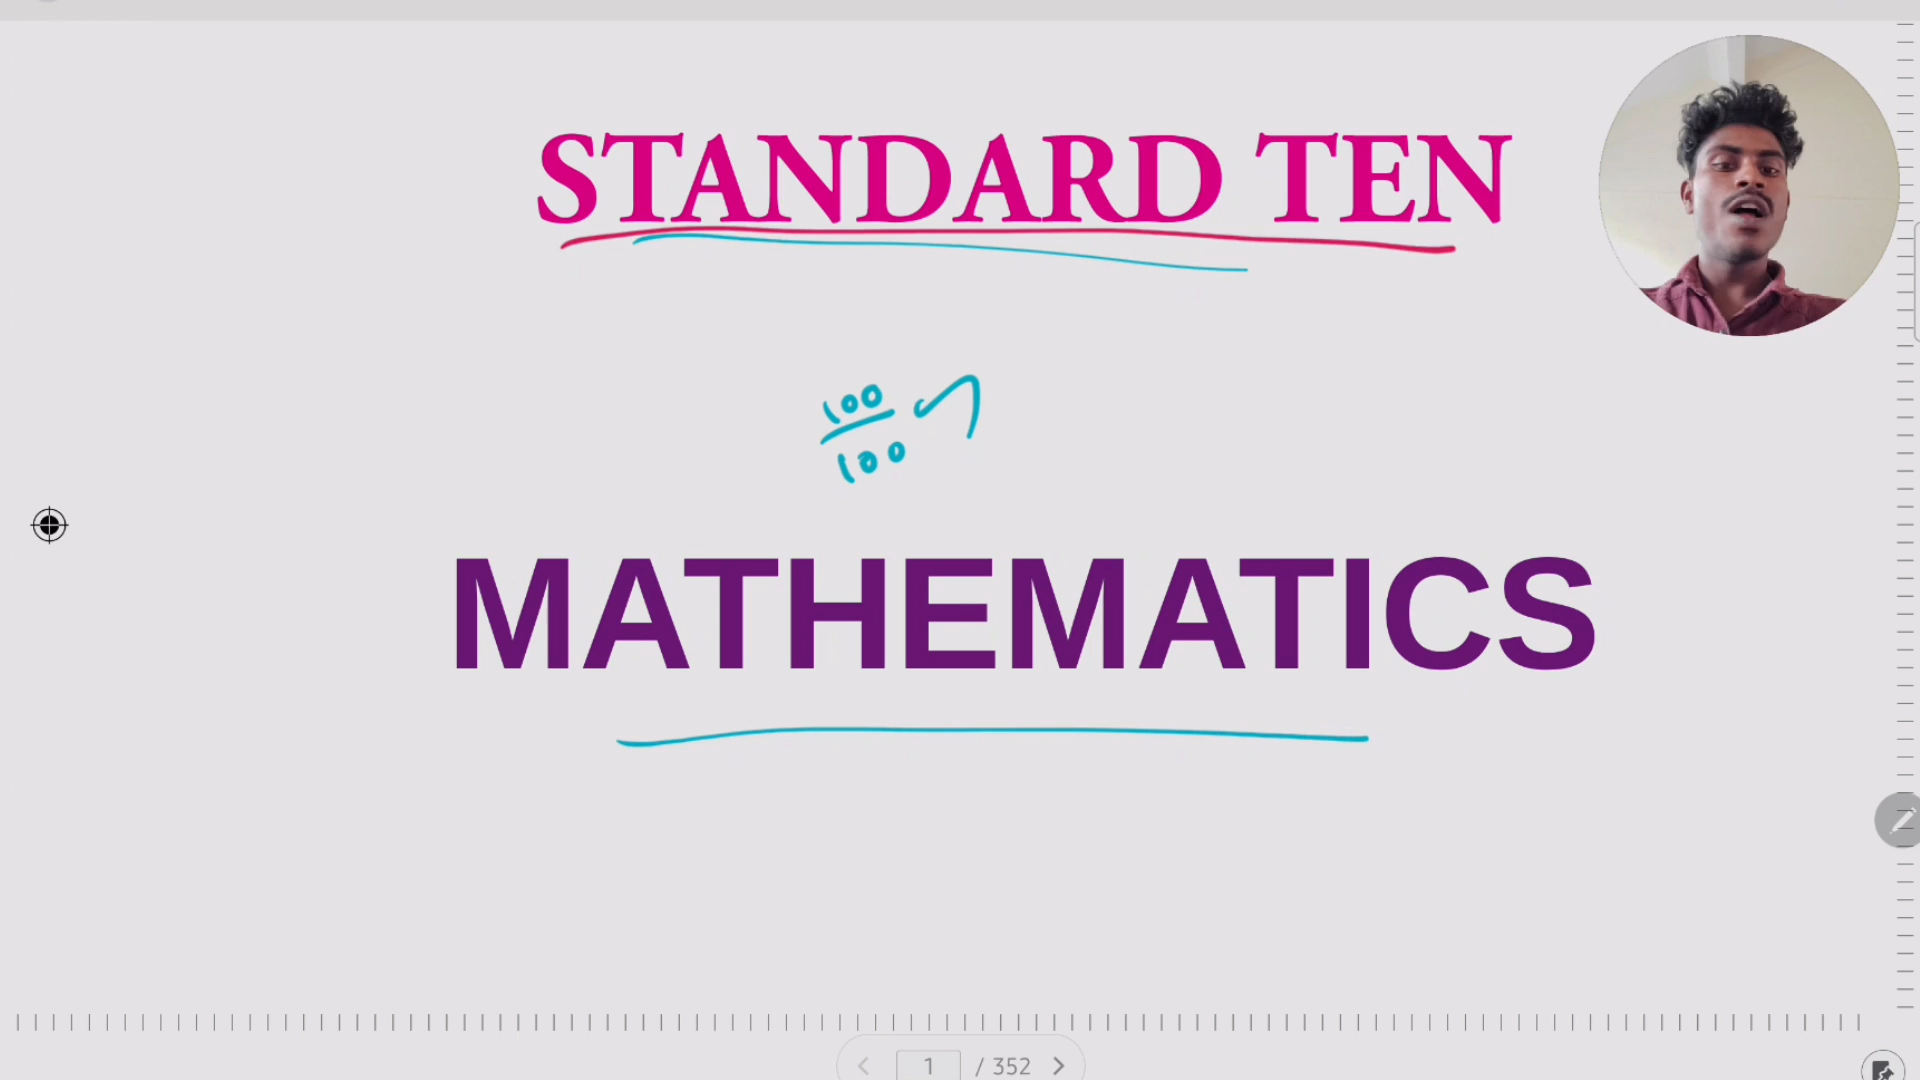 STANDARD TEN
100
100
MATHEMATICS
1 / 352